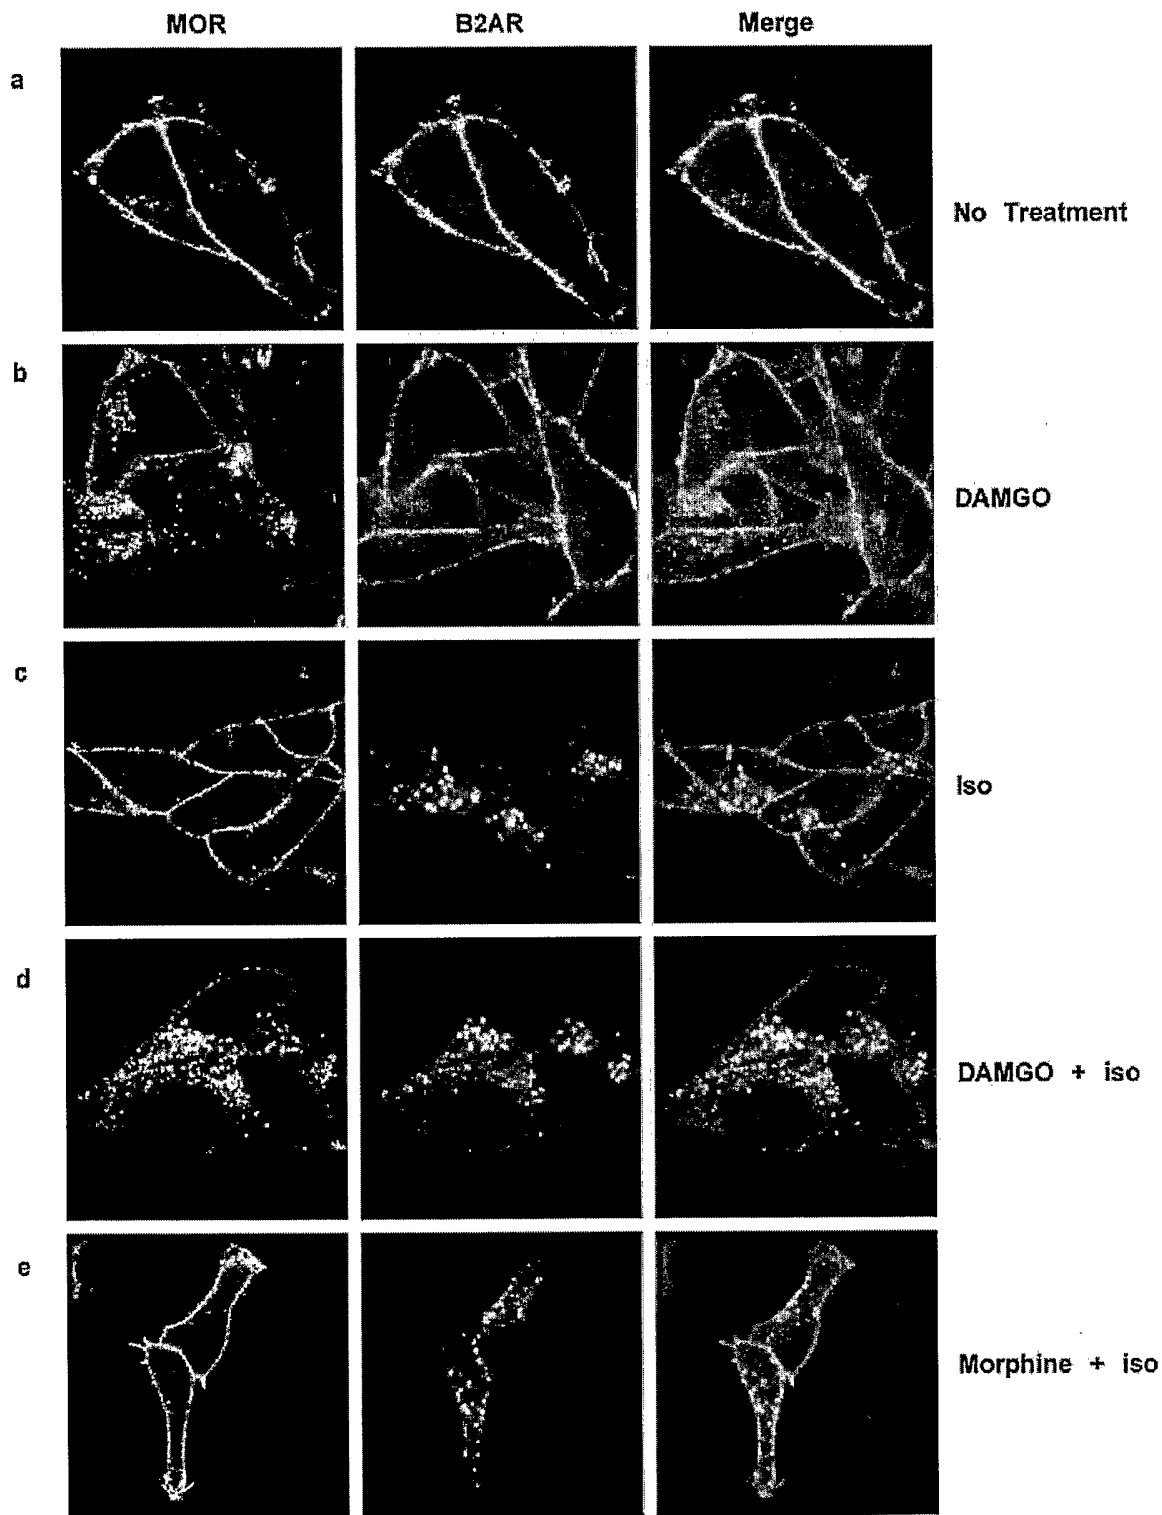 MOR B2AR Merge
a
No Treatment
b
DAMGO
c
Iso
d
DAMGO + iso
e
Morphine + iso